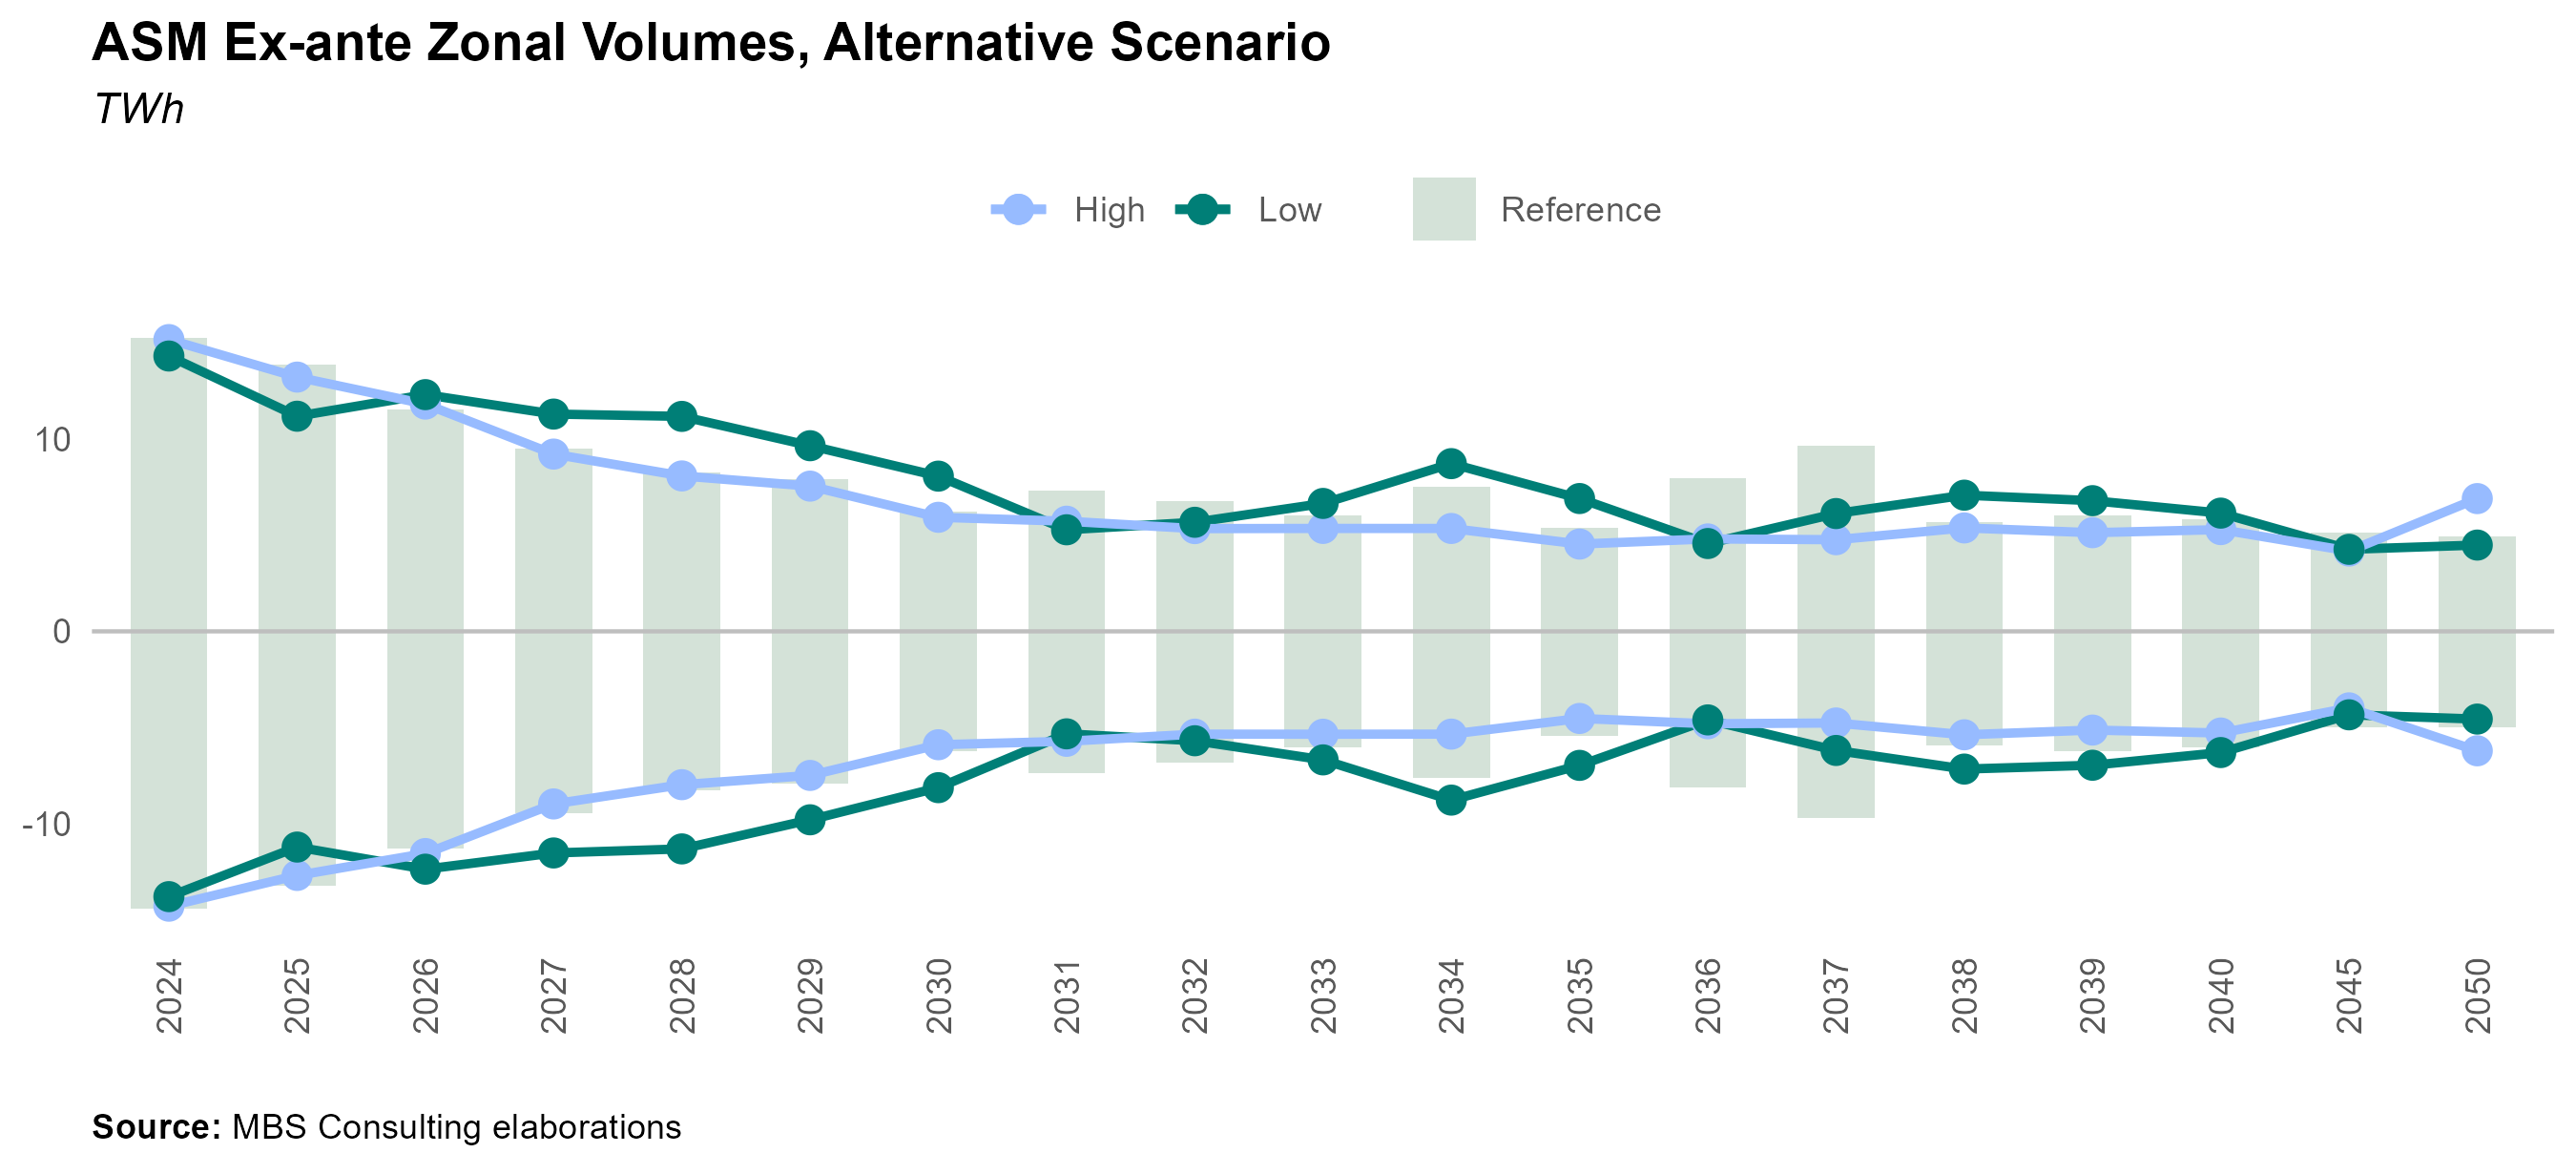 ASM Ex-ante Zonal Volumes, Alternative Scenario
TWh
High Low Reference
10
0
-10
2024 2025 2026 2027 2028 2029 2030 2031 2032 2033 2034 2035 2036 2037 2038 2039 2040 2045 2050
Source: MBS Consulting elaborations